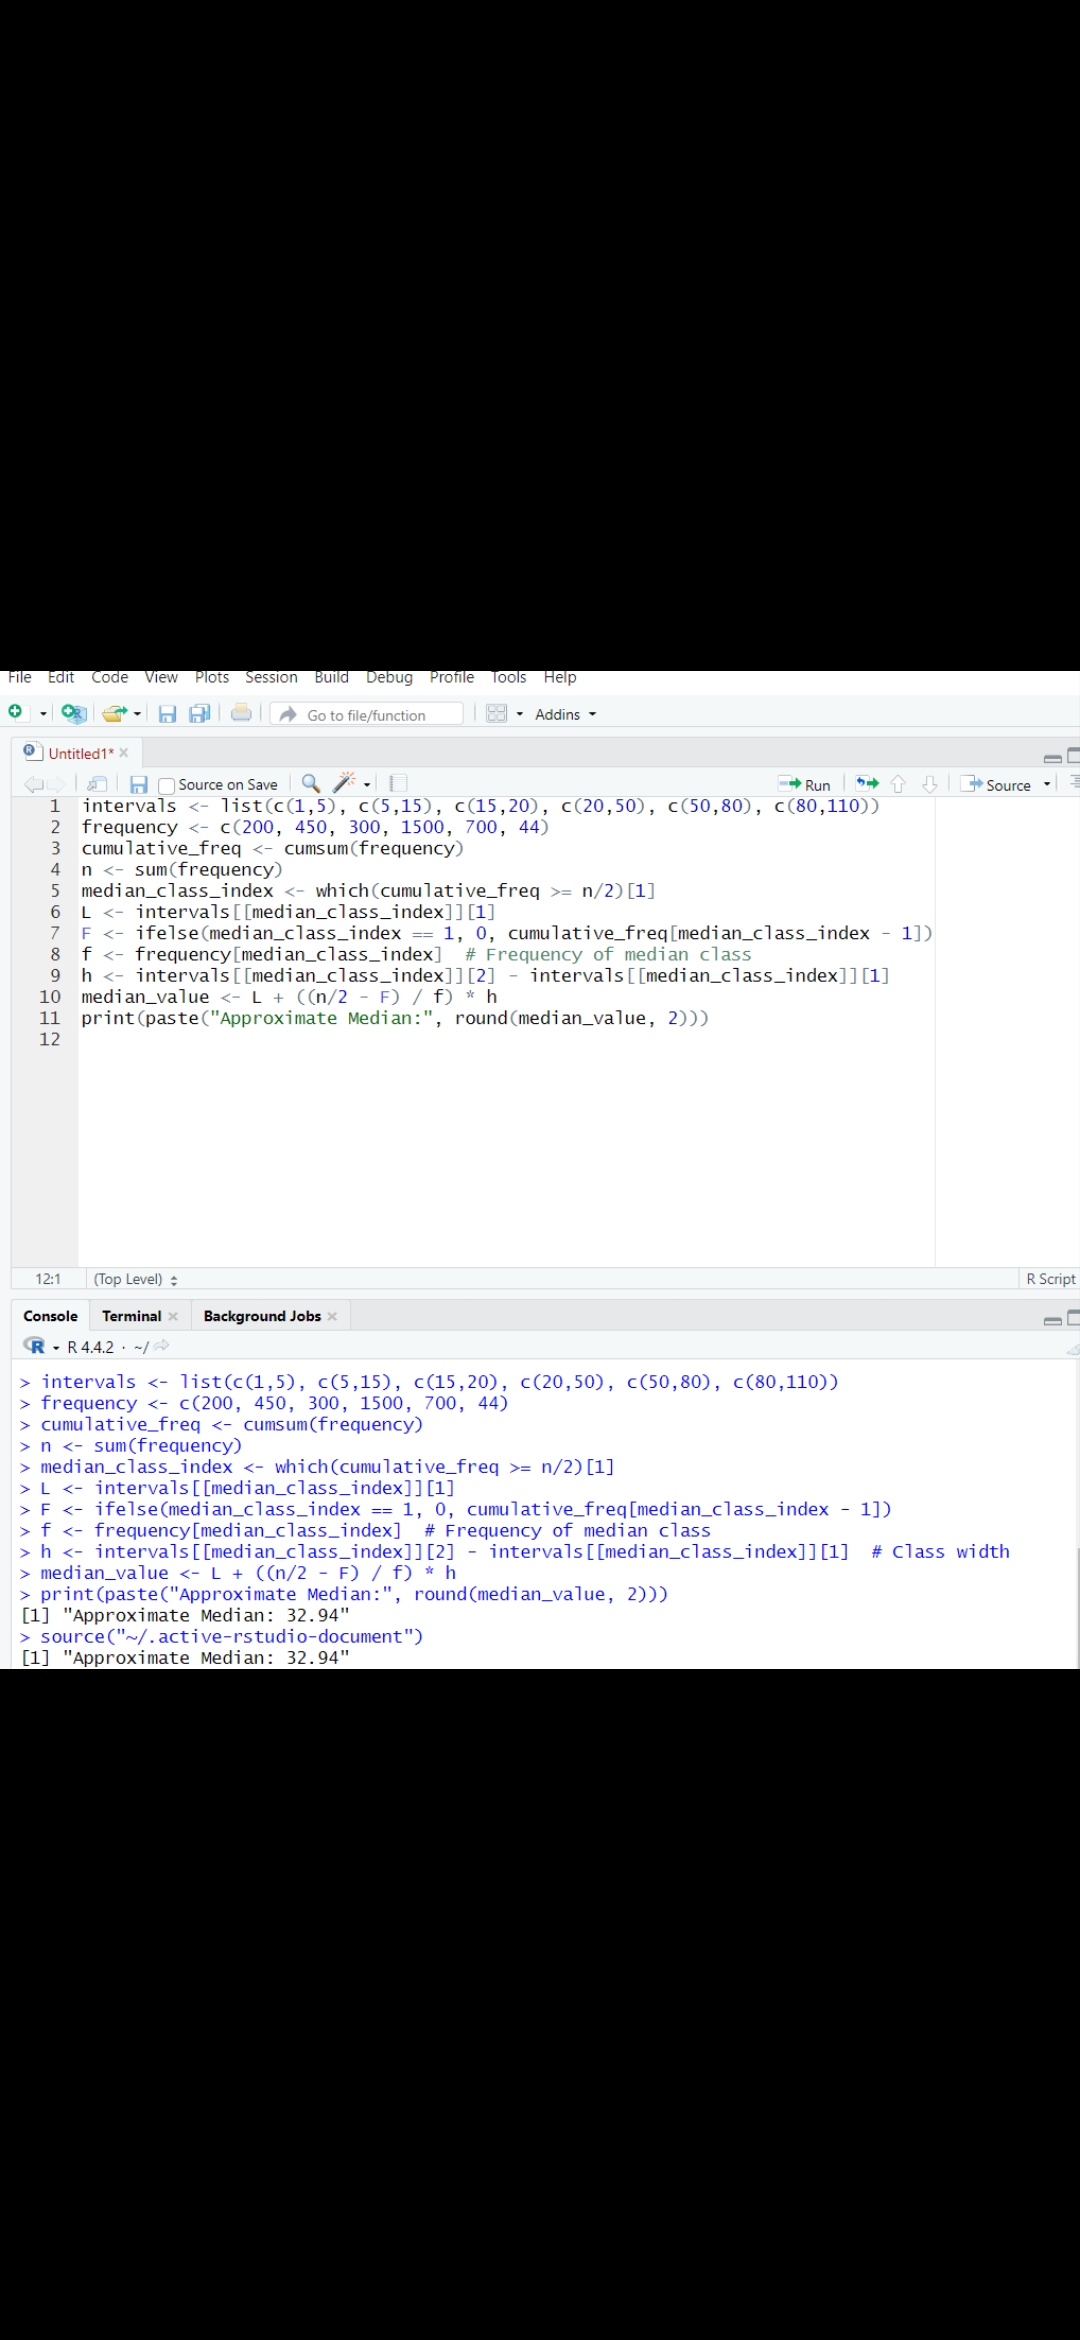 File Edit Code View Plots Session Build Debug Profile Tools Help
Go to file/function Addins
Untitled1*
Source on Save Run Source
1 intervals <- list(c(1,5), c(5,15), c(15,20), c(20,50), c(50,80), c(80,110))
2 frequency <- c(200, 450, 300, 1500, 700, 44)
3 cumulative_freq <- cumsum(frequency)
4 n <- sum(frequency)
5 median_class_index <- which(cumulative_freq >= n/2)[1]
6 L <- intervals[[median_class_index]][1]
7 F <- ifelse(median_class_index == 1, 0, cumulative_freq[median_class_index - 1])
8 f <- frequency[median_class_index]  # Frequency of median class
9 h <- intervals[[median_class_index]][2] - intervals[[median_class_index]][1]
10 median_value <- L + ((n/2 - F) / f) * h
11 print(paste("Approximate Median:", round(median_value, 2)))
12
12:1 (Top Level) R Script
Console Terminal Background Jobs
R R 4.4.2 · ~/
> intervals <- list(c(1,5), c(5,15), c(15,20), c(20,50), c(50,80), c(80,110))
> frequency <- c(200, 450, 300, 1500, 700, 44)
> cumulative_freq <- cumsum(frequency)
> n <- sum(frequency)
> median_class_index <- which(cumulative_freq >= n/2)[1]
> L <- intervals[[median_class_index]][1]
> F <- ifelse(median_class_index == 1, 0, cumulative_freq[median_class_index - 1])
> f <- frequency[median_class_index]  # Frequency of median class
> h <- intervals[[median_class_index]][2] - intervals[[median_class_index]][1]  # Class width
> median_value <- L + ((n/2 - F) / f) * h
> print(paste("Approximate Median:", round(median_value, 2)))
[1] "Approximate Median: 32.94"
> source("~/.active-rstudio-document")
[1] "Approximate Median: 32.94"